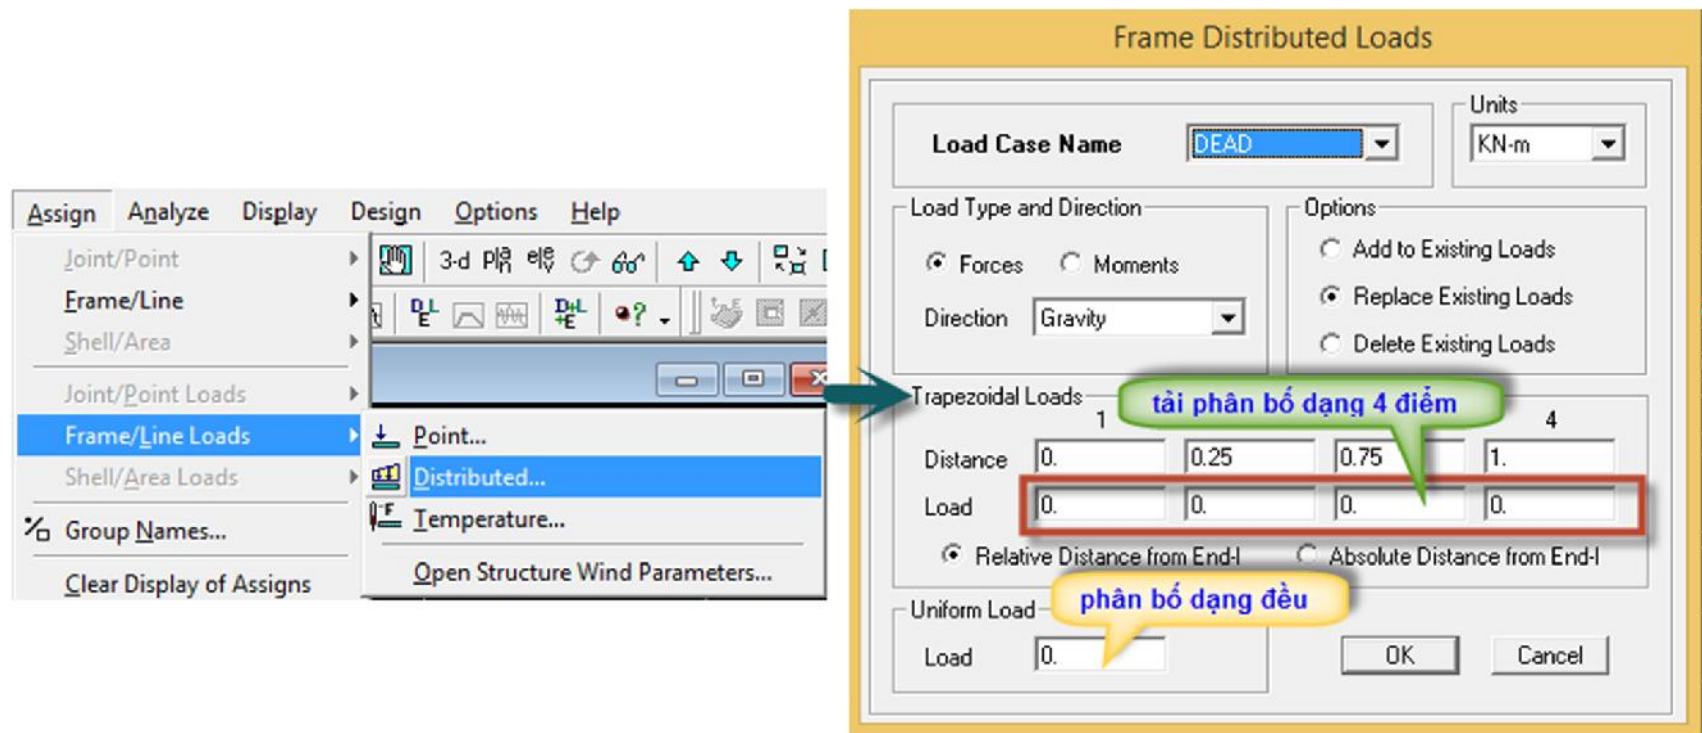 Assign Analyze Display Design Options Help
Joint/Point
Frame/Line
Shell/Area
Joint/Point Loads
Frame/Line Loads
Shell/Area Loads
Group Names...
Clear Display of Assigns
3-d
Point...
Distributed...
Temperature...
Open Structure Wind Parameters...
Frame Distributed Loads
Load Case Name DEAD
Units
KN-m
Load Type and Direction
Forces Moments
Direction Gravity
Options
Add to Existing Loads
Replace Existing Loads
Delete Existing Loads
Trapezoidal Loads
tải phân bố dạng 4 điểm
1 4
Distance 0. 0.25 0.75 1.
Load 0. 0. 0. 0.
Relative Distance from End-I Absolute Distance from End-I
phân bố dạng đều
Uniform Load
Load 0.
OK Cancel